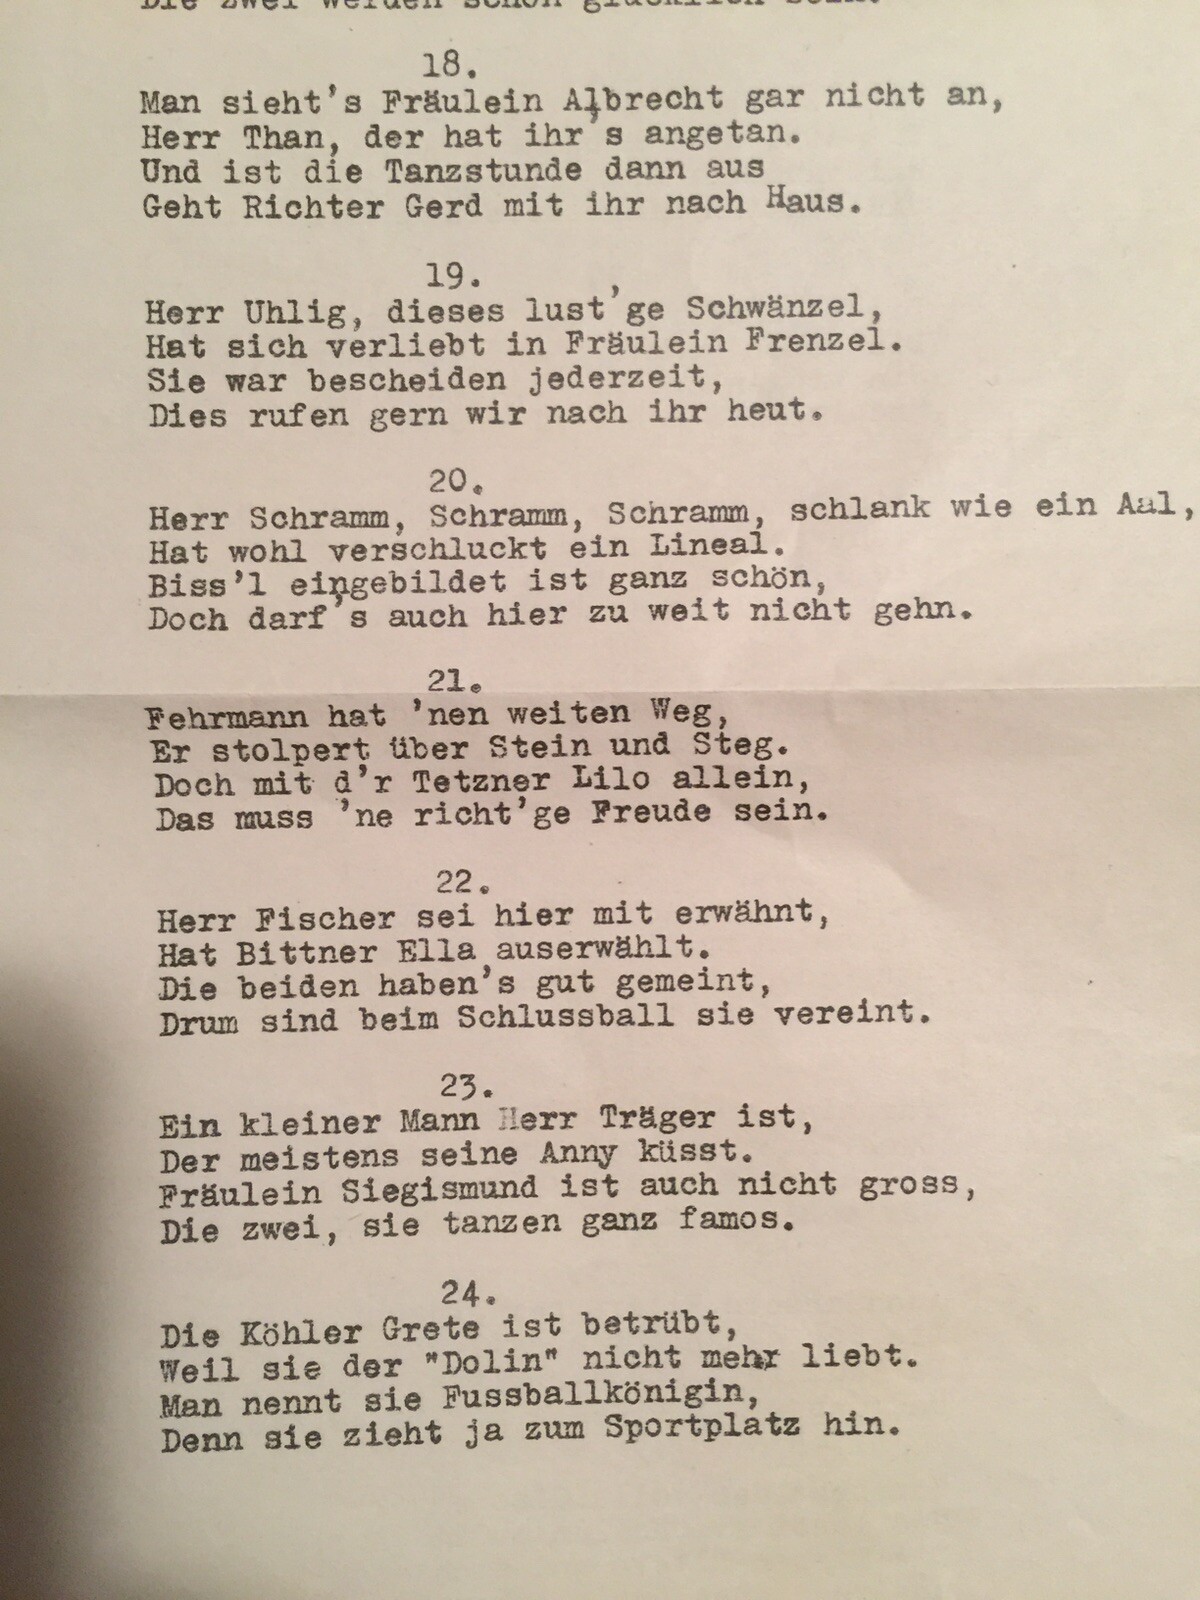 Die zwei werden schon glücklich sein.
18.
Man sieht's Fräulein Albrecht gar nicht an,
Herr Than, der hat ihr's angetan.
Und ist die Tanzstunde dann aus
Geht Richter Gerd mit ihr nach Haus.
19.
Herr Uhlig, dieses lust'ge Schwänzel,
Hat sich verliebt in Fräulein Frenzel.
Sie war bescheiden jederzeit,
Dies rufen gern wir nach ihr heut.
20.
Herr Schramm, Schramm, Schramm, schlank wie ein Aal,
Hat wohl verschluckt ein Lineal.
Biss'l eingebildet ist ganz schön,
Doch darf's auch hier zu weit nicht gehn.
21.
Fehrmann hat 'nen weiten Weg,
Er stolpert über Stein und Steg.
Doch mit d'r Tetzner Lilo allein,
Das muss 'ne richt'ge Freude sein.
22.
Herr Fischer sei hier mit erwähnt,
Hat Bittner Ella auserwählt.
Die beiden haben's gut gemeint,
Drum sind beim Schlussball sie vereint.
23.
Ein kleiner Mann Herr Träger ist,
Der meistens seine Anny küsst.
Fräulein Siegismund ist auch nicht gross,
Die zwei, sie tanzen ganz famos.
24.
Die Köhler Grete ist betrübt,
Weil sie der "Dolin" nicht mehr liebt.
Man nennt sie Fussballkönigin,
Denn sie zieht ja zum Sportplatz hin.